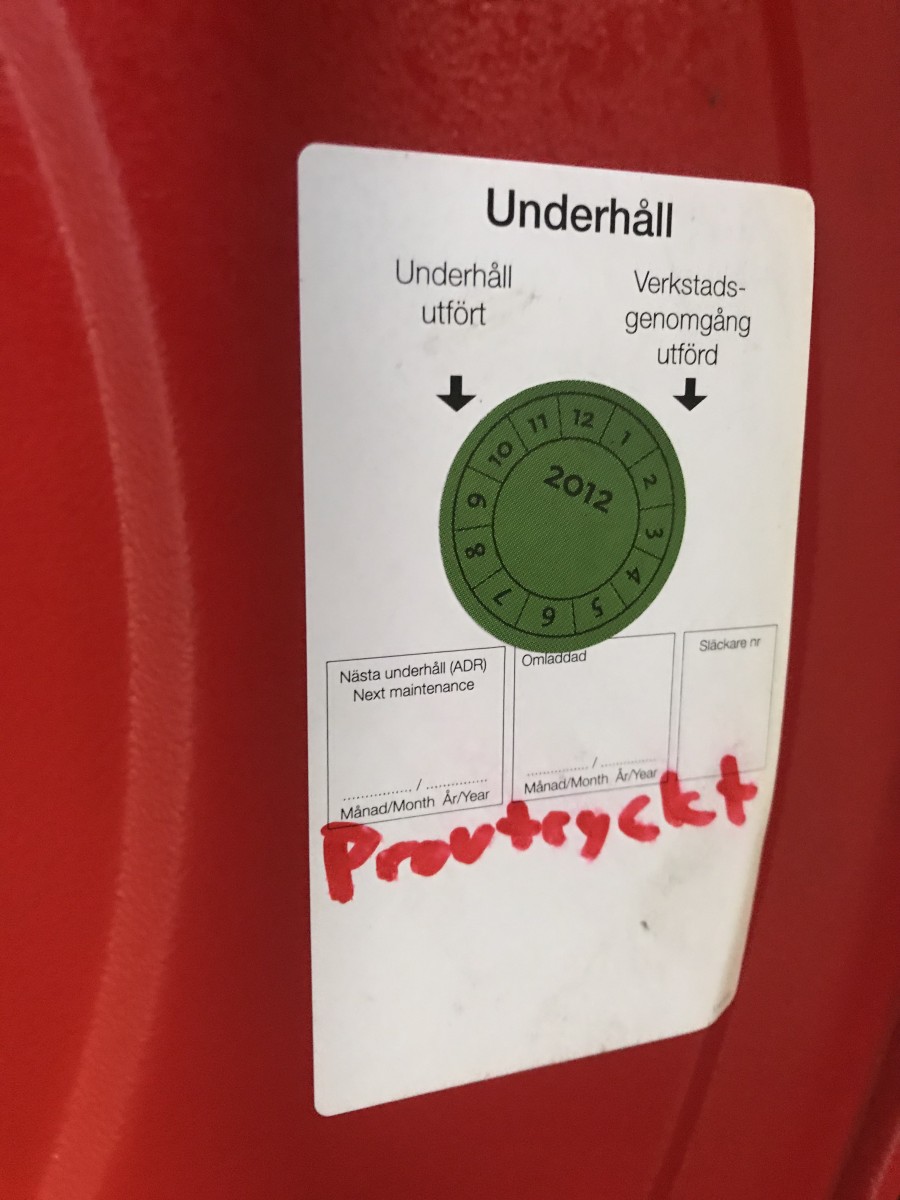 Underhåll
Underhåll
utfört
Verkstads-
genomgång
utförd
2012
12
1
2
3
4
5
6
7
8
9
10
11
Nästa underhåll (ADR)
Next maintenance
................ / ................
Månad/Month År/Year
Omladdad
................ / ................
Månad/Month År/Year
Släckare nr
Provtryckt